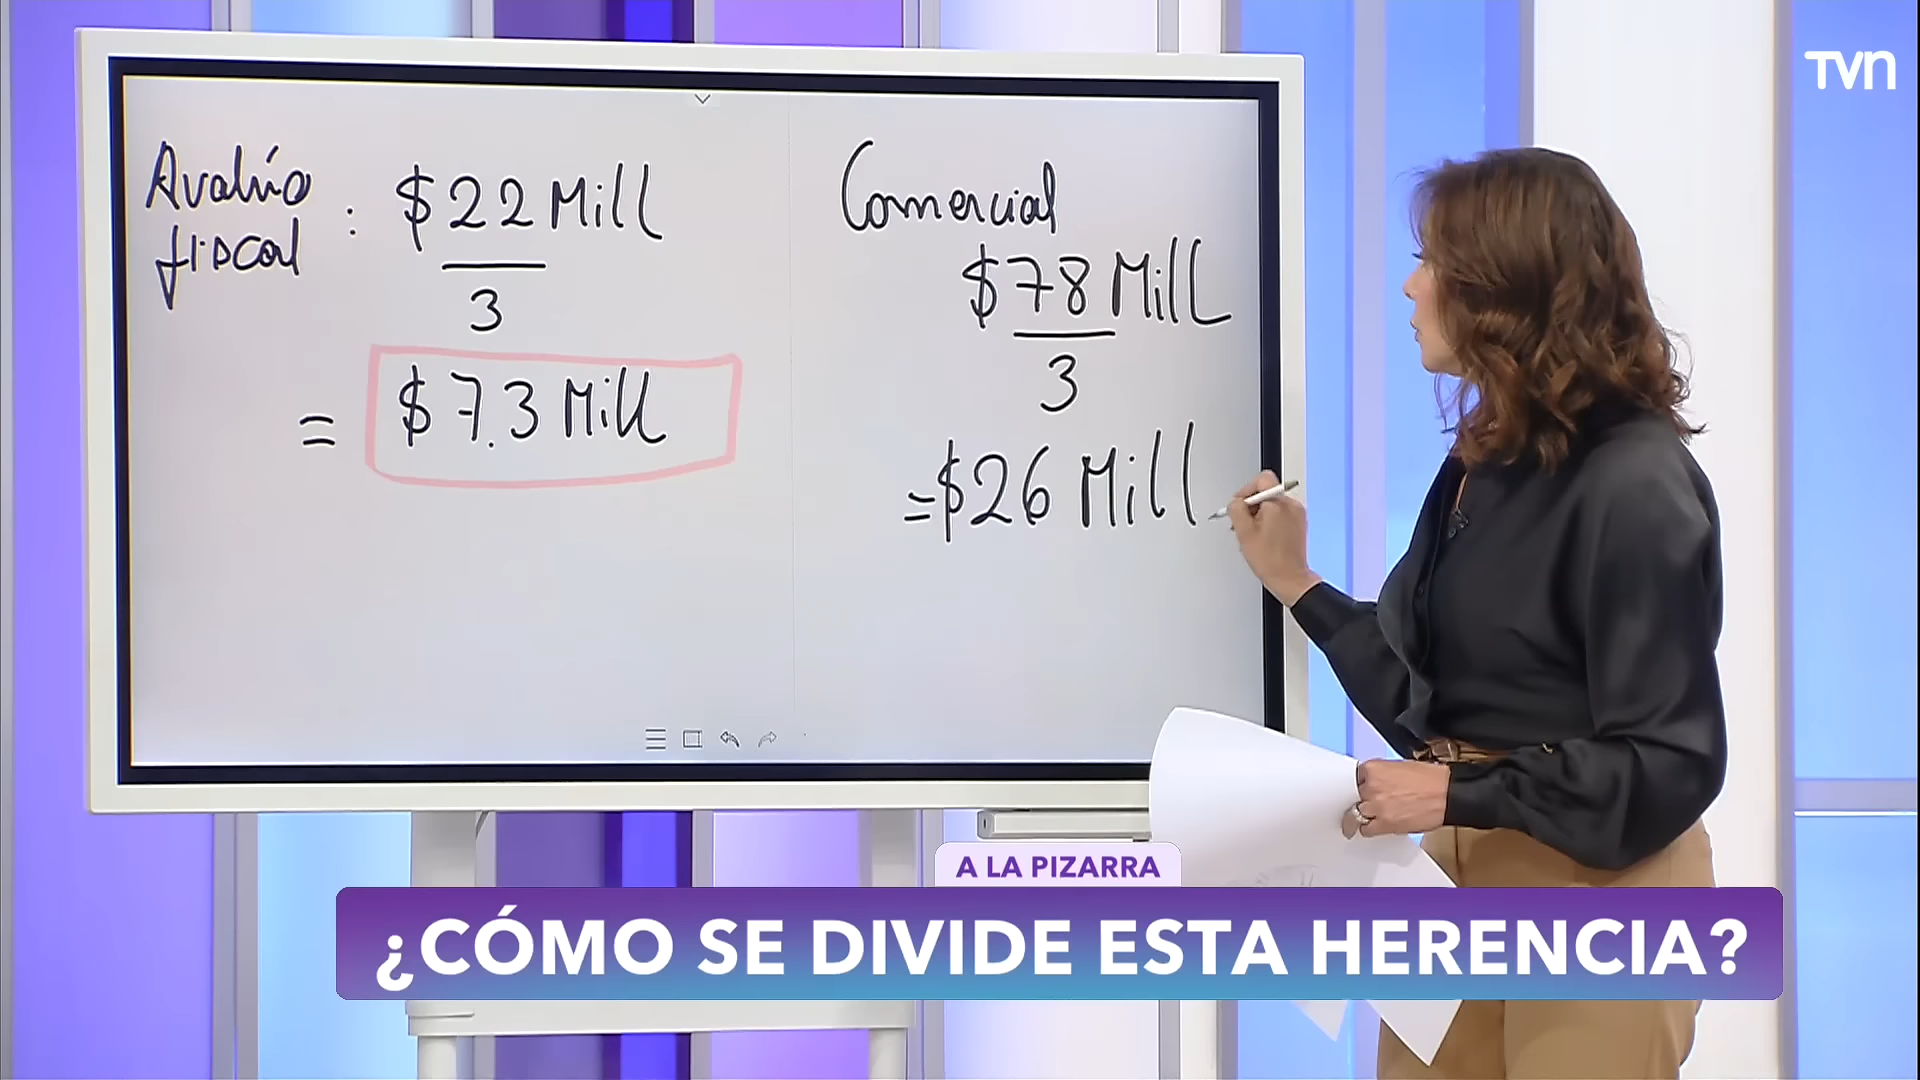 Avalúo
fiscal
: $22 Mill
3
= $7.3 Mill
Comercial
$78 Mill
3
= $26 Mill
TVN
A LA PIZARRA
¿CÓMO SE DIVIDE ESTA HERENCIA?